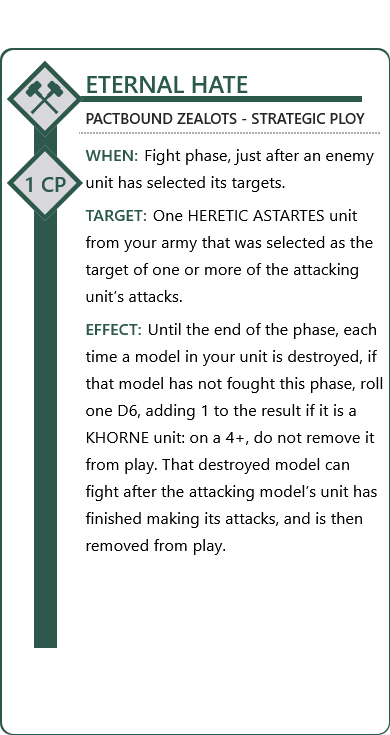 ETERNAL HATE
PACTBOUND ZEALOTS - STRATEGIC PLOY
1 CP
WHEN: Fight phase, just after an enemy
unit has selected its targets.
TARGET: One HERETIC ASTARTES unit
from your army that was selected as the
target of one or more of the attacking
unit’s attacks.
EFFECT: Until the end of the phase, each
time a model in your unit is destroyed, if
that model has not fought this phase, roll
one D6, adding 1 to the result if it is a
KHORNE unit: on a 4+, do not remove it
from play. That destroyed model can
fight after the attacking model’s unit has
finished making its attacks, and is then
removed from play.